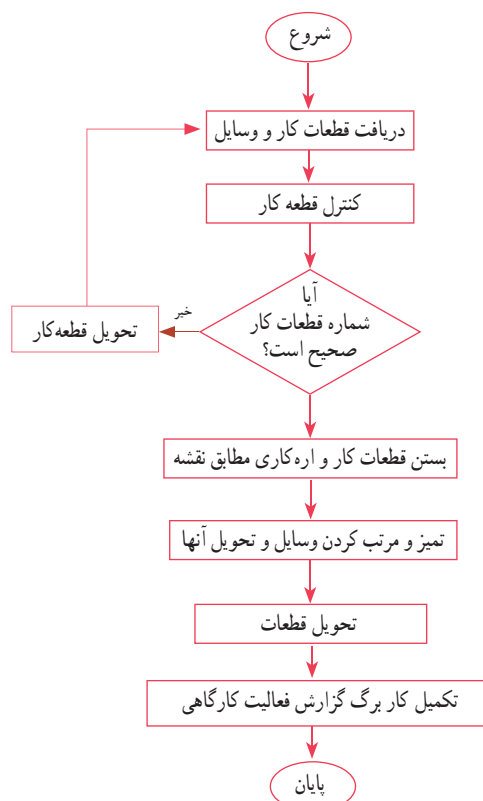 شروع
دریافت قطعات کار و وسایل
کنترل قطعه کار
آیا
شماره قطعات کار
صحیح است؟
خیر
تحویل قطعه‌کار
بستن قطعات کار و اره‌کاری مطابق نقشه
تمیز و مرتب کردن وسایل و تحویل آنها
تحویل قطعات
تکمیل کار برگ گزارش فعالیت کارگاهی
پایان